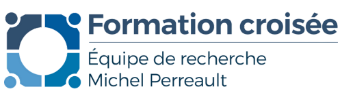 Formation croisée
Équipe de recherche
Michel Perreault